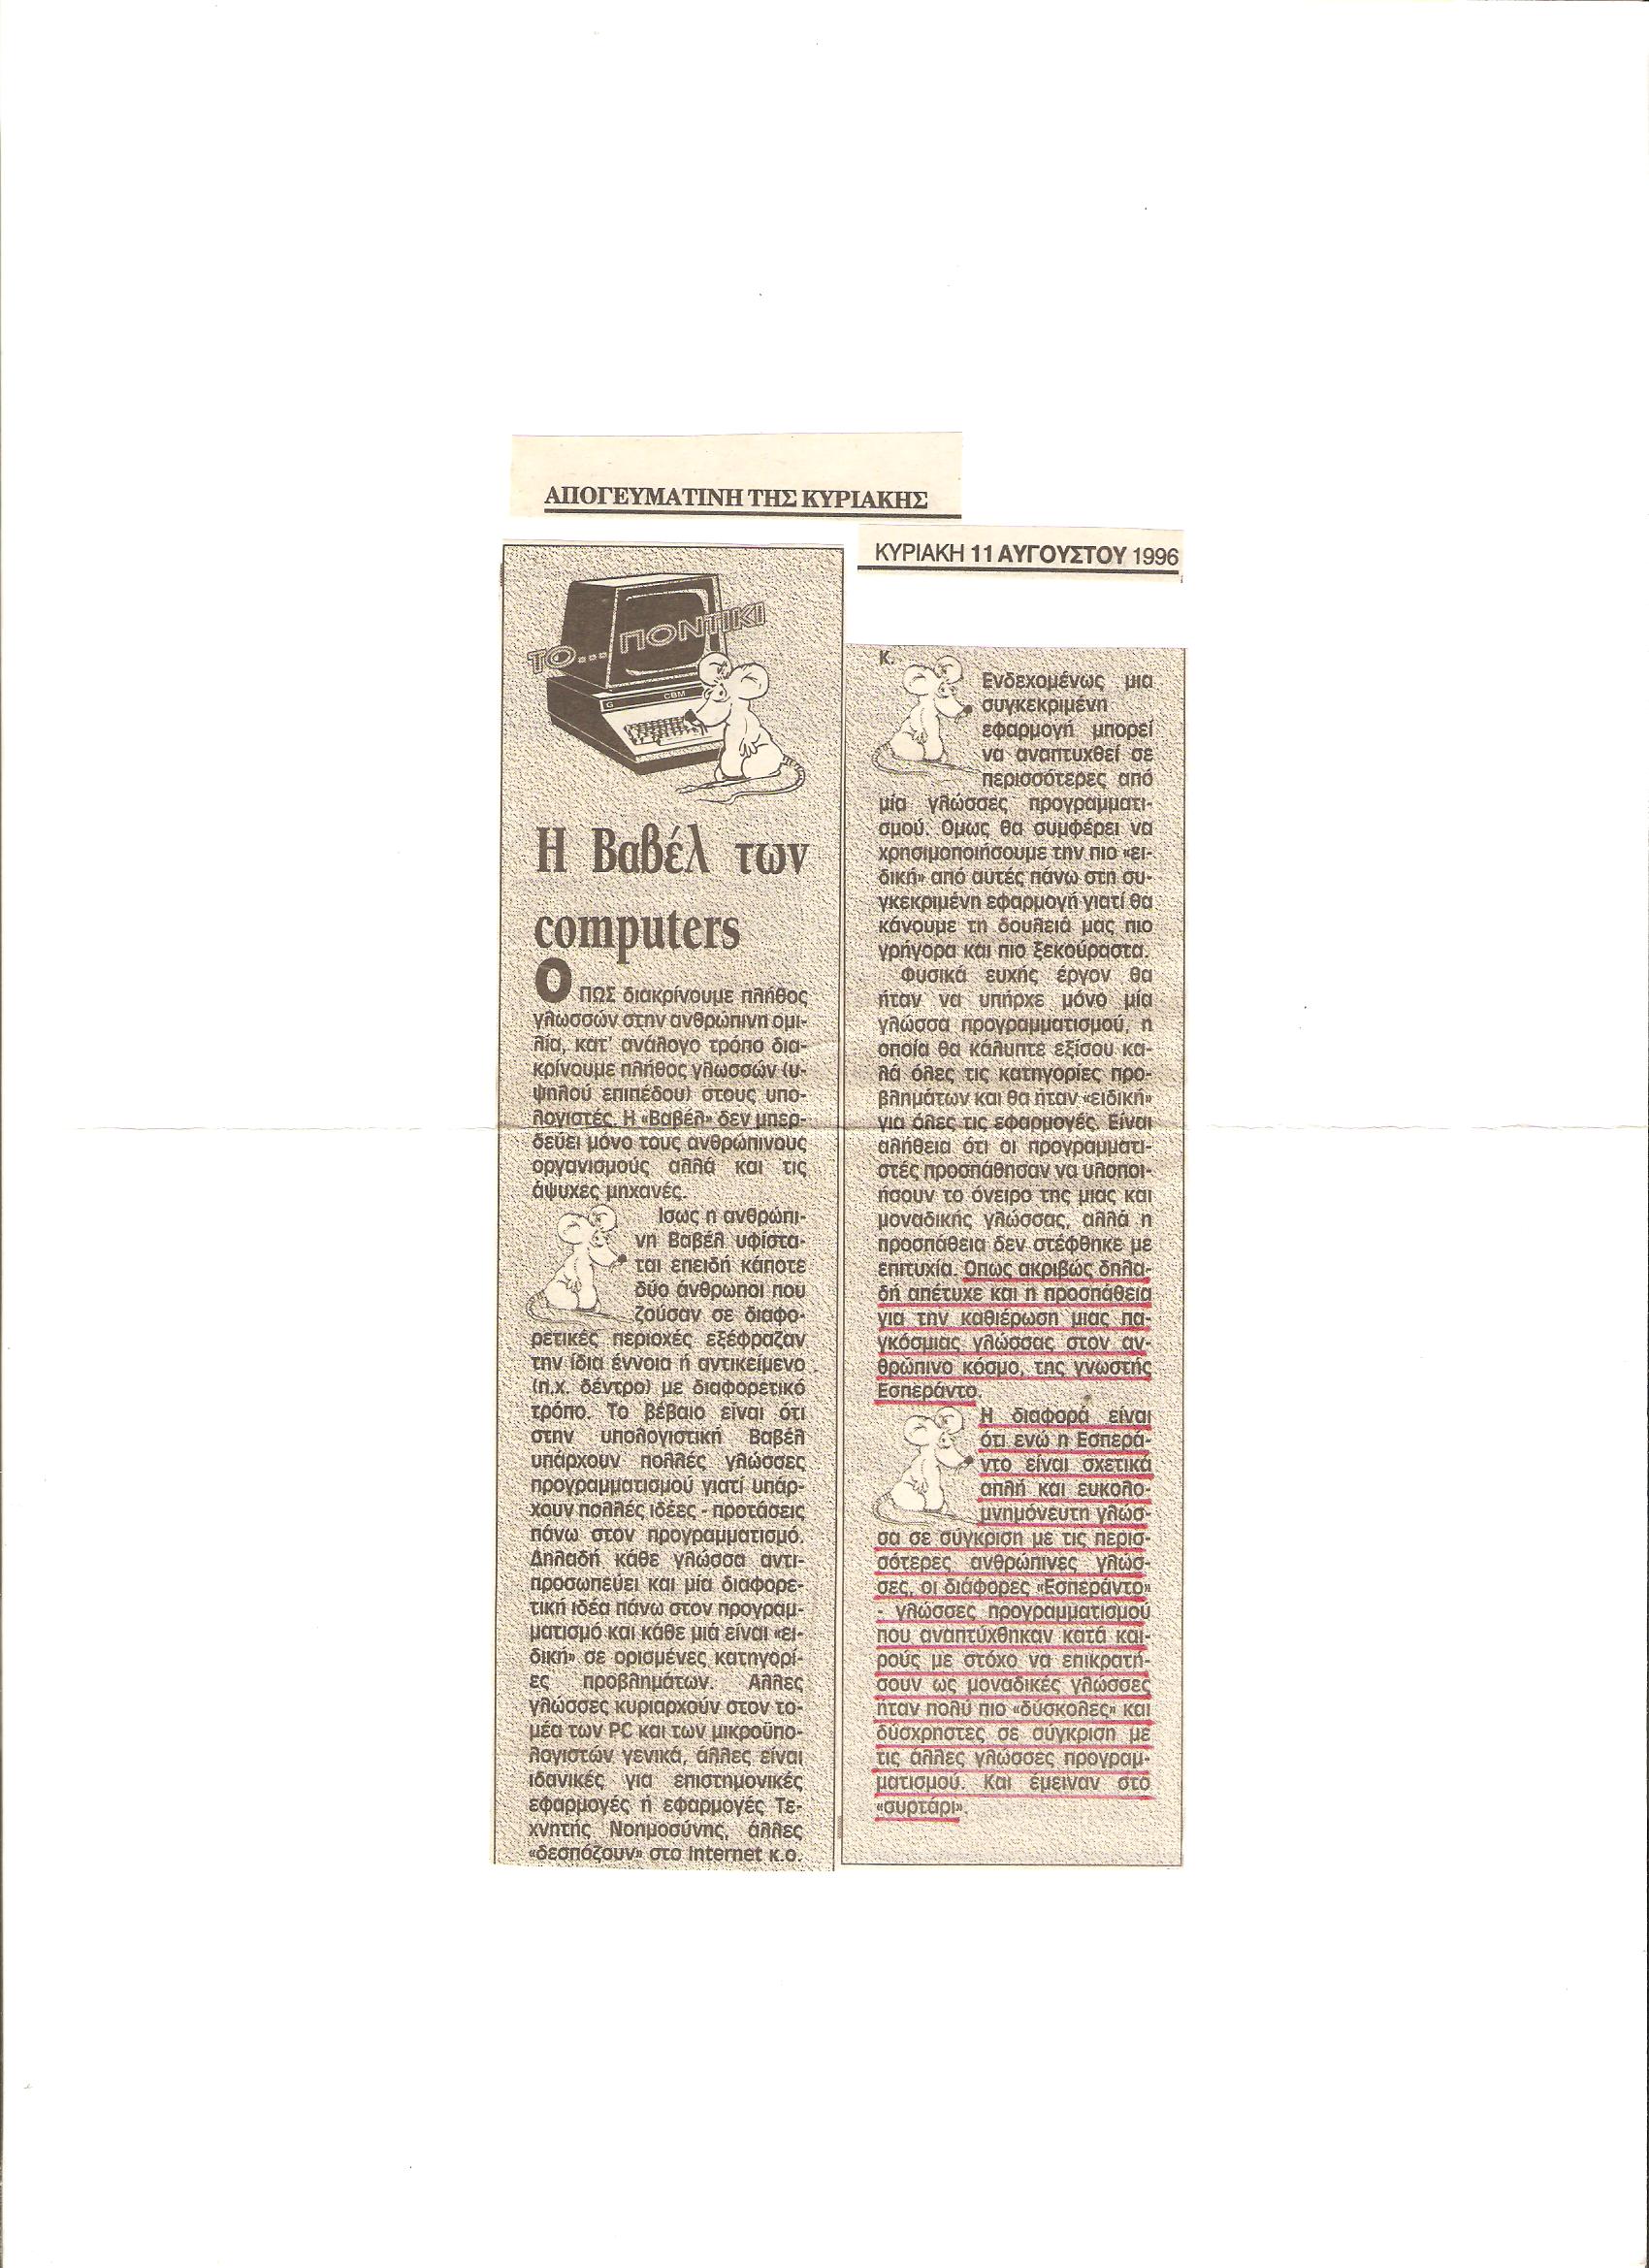 ΑΠΟΓΕΥΜΑΤΙΝΗ ΤΗΣ ΚΥΡΙΑΚΗΣ
ΚΥΡΙΑΚΗ 11 ΑΥΓΟΥΣΤΟΥ 1996
ΤΟ... ΠΟΝΤΙΚΙ
G CBM
Η Βαβέλ των
computers
Ο ΠΩΣ διακρίνουμε πλήθος
γλωσσών στην ανθρώπινη ομι-
λία, κατ' ανάλογο τρόπο δια-
κρίνουμε πλήθος γλωσσών (υ-
ψηλού επιπέδου) στους υπο-
λογιστές. Η «Βαβέλ» δεν μπερ-
δεύει μόνο τους ανθρώπινους
οργανισμούς αλλά και τις
άψυχες μηχανές.
Ισως η ανθρώπι-
νη Βαβέλ υφίστα-
ται επειδή κάποτε
δύο άνθρωποι που
ζούσαν σε διαφο-
ρετικές περιοχές εξέφραζαν
την ίδια έννοια ή αντικείμενο
(π.χ. δέντρο) με διαφορετικό
τρόπο. Το βέβαιο είναι ότι
στην υπολογιστική Βαβέλ
υπάρχουν πολλές γλώσσες
προγραμματισμού γιατί υπάρ-
χουν πολλές ιδέες - προτάσεις
πάνω στον προγραμματισμό.
Δηλαδή κάθε γλώσσα αντι-
προσωπεύει και μία διαφορε-
τική ιδέα πάνω στον προγραμ-
ματισμό και κάθε μιά είναι «ει-
δική» σε ορισμένες κατηγορί-
ες προβλημάτων. Αλλες
γλώσσες κυριαρχούν στον το-
μέα των PC και των μικροϋπο-
λογιστών γενικά, άλλες είναι
ιδανικές για επιστημονικές
εφαρμογές ή εφαρμογές Τε-
χνητής Νοημοσύνης, άλλες
«δεσπόζουν» στο Internet κ.ο.
κ.
Ενδεχομένως μια
συγκεκριμένη
εφαρμογή μπορεί
να αναπτυχθεί σε
περισσότερες από
μία γλώσσες προγραμματι-
σμού. Ομως θα συμφέρει να
χρησιμοποιήσουμε την πιο «ει-
δική» από αυτές πάνω στη συ-
γκεκριμένη εφαρμογή γιατί θα
κάνουμε τη δουλειά μας πιο
γρήγορα και πιο ξεκούραστα.
Φυσικά ευχής έργον θα
ήταν να υπήρχε μόνο μία
γλώσσα προγραμματισμού, η
οποία θα κάλυπτε εξίσου κα-
λά όλες τις κατηγορίες προ-
βλημάτων και θα ήταν «ειδική»
για όλες τις εφαρμογές. Είναι
αλήθεια ότι οι προγραμματι-
στές προσπάθησαν να υλοποι-
ήσουν το όνειρο της μιας και
μοναδικής γλώσσας, αλλά η
προσπάθεια δεν στέφθηκε με
επιτυχία. Οπως ακριβώς δηλα-
δή απέτυχε και η προσπάθεια
για την καθιέρωση μιας πα-
γκόσμιας γλώσσας στον αν-
θρώπινο κόσμο, της γνωστής
Εσπεράντο.
Η διαφορά είναι
ότι ενώ η Εσπερά-
ντο είναι σχετικά
απλή και ευκολο-
μνημόνευτη γλώσ-
σα σε σύγκριση με τις περισ-
σότερες ανθρώπινες γλώσ-
σες, οι διάφορες «Εσπεράντο»
- γλώσσες προγραμματισμού
που αναπτύχθηκαν κατά και-
ρούς με στόχο να επικρατή-
σουν ως μοναδικές γλώσσες
ήταν πολύ πιο «δύσκολες» και
δύσχρηστες σε σύγκριση με
τις άλλες γλώσσες προγραμ-
ματισμού. Και έμειναν στο
«συρτάρι».